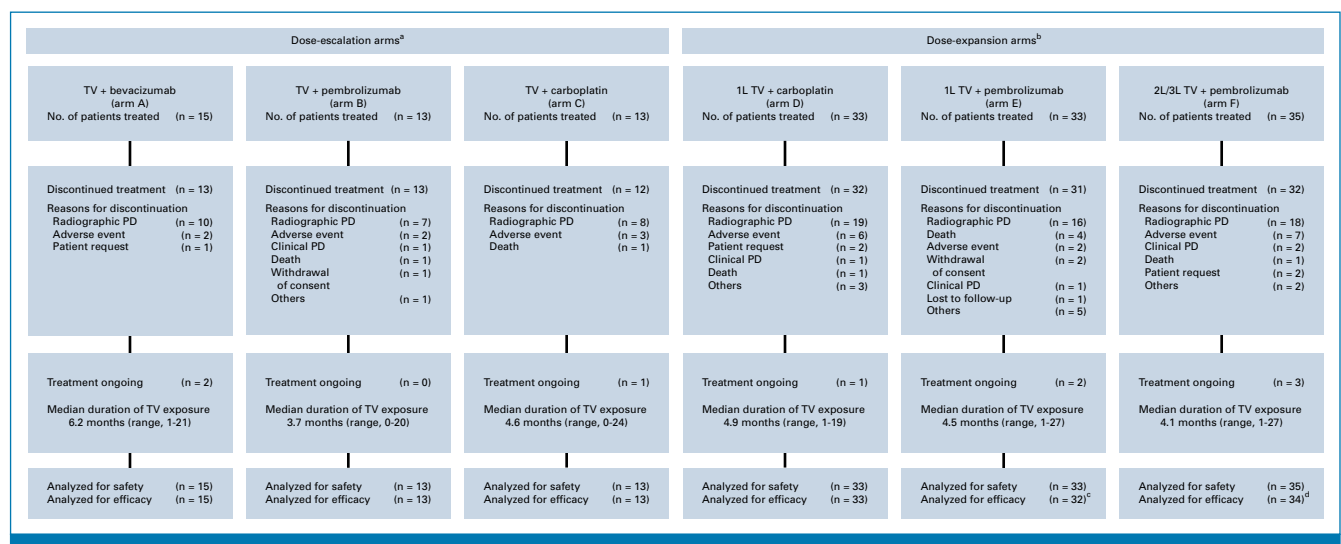 Dose-escalation arms^a
Dose-expansion arms^b
TV + bevacizumab
(arm A)
No. of patients treated (n = 15)
Discontinued treatment (n = 13)
Reasons for discontinuation
Radiographic PD (n = 10)
Adverse event (n = 2)
Patient request (n = 1)
Treatment ongoing (n = 2)
Median duration of TV exposure
6.2 months (range, 1-21)
Analyzed for safety (n = 15)
Analyzed for efficacy (n = 15)
TV + pembrolizumab
(arm B)
No. of patients treated (n = 13)
Discontinued treatment (n = 13)
Reasons for discontinuation
Radiographic PD (n = 7)
Adverse event (n = 2)
Clinical PD (n = 1)
Death (n = 1)
Withdrawal (n = 1)
of consent
Others (n = 1)
Treatment ongoing (n = 0)
Median duration of TV exposure
3.7 months (range, 0-20)
Analyzed for safety (n = 13)
Analyzed for efficacy (n = 13)
TV + carboplatin
(arm C)
No. of patients treated (n = 13)
Discontinued treatment (n = 12)
Reasons for discontinuation
Radiographic PD (n = 8)
Adverse event (n = 3)
Death (n = 1)
Treatment ongoing (n = 1)
Median duration of TV exposure
4.6 months (range, 0-24)
Analyzed for safety (n = 13)
Analyzed for efficacy (n = 13)
1L TV + carboplatin
(arm D)
No. of patients treated (n = 33)
Discontinued treatment (n = 32)
Reasons for discontinuation
Radiographic PD (n = 19)
Adverse event (n = 6)
Patient request (n = 2)
Clinical PD (n = 1)
Death (n = 1)
Others (n = 3)
Treatment ongoing (n = 1)
Median duration of TV exposure
4.9 months (range, 1-19)
Analyzed for safety (n = 33)
Analyzed for efficacy (n = 33)
1L TV + pembrolizumab
(arm E)
No. of patients treated (n = 33)
Discontinued treatment (n = 31)
Reasons for discontinuation
Radiographic PD (n = 16)
Death (n = 4)
Adverse event (n = 2)
Withdrawal (n = 2)
of consent
Clinical PD (n = 1)
Lost to follow-up (n = 1)
Others (n = 5)
Treatment ongoing (n = 2)
Median duration of TV exposure
4.5 months (range, 1-27)
Analyzed for safety (n = 33)
Analyzed for efficacy (n = 32)^c
2L/3L TV + pembrolizumab
(arm F)
No. of patients treated (n = 35)
Discontinued treatment (n = 32)
Reasons for discontinuation
Radiographic PD (n = 18)
Adverse event (n = 7)
Clinical PD (n = 2)
Death (n = 1)
Patient request (n = 2)
Others (n = 2)
Treatment ongoing (n = 3)
Median duration of TV exposure
4.1 months (range, 1-27)
Analyzed for safety (n = 35)
Analyzed for efficacy (n = 34)^d